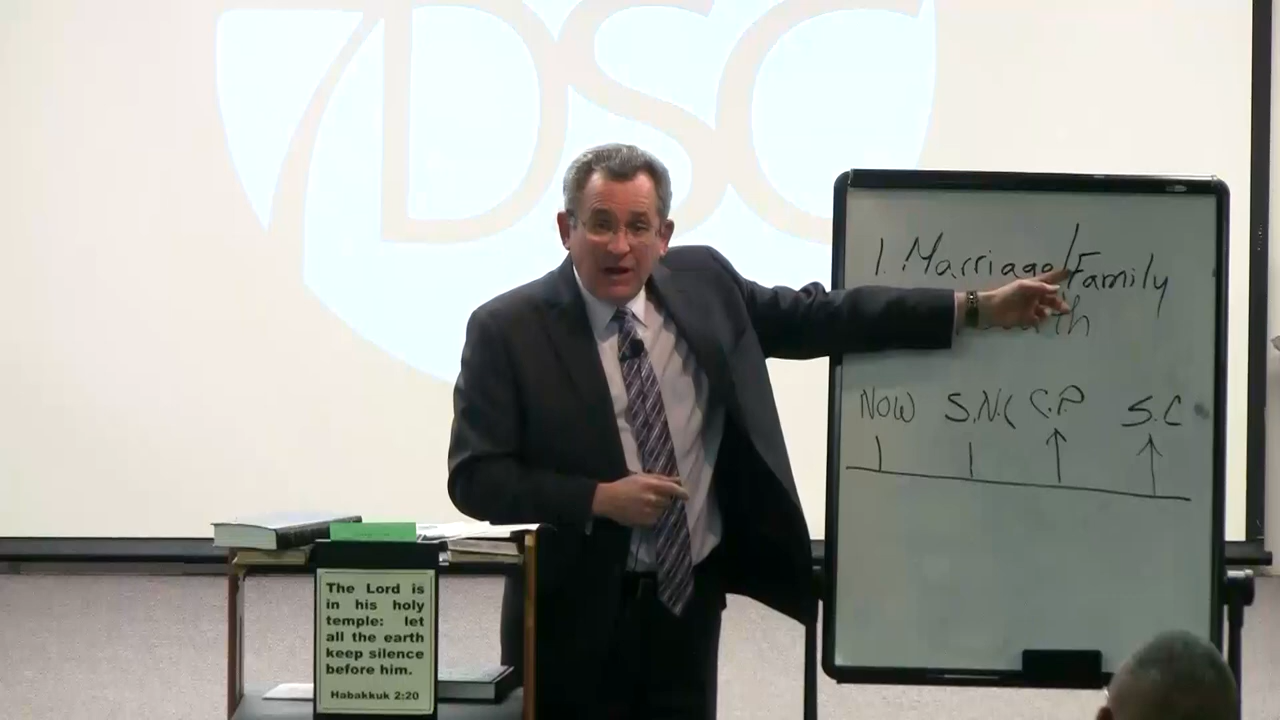 DSC
1. Marriage/Family
NOW S.N.C C.P S.C
The Lord is
in his holy
temple: let
all the earth
keep silence
before him.
Habakkuk 2:20